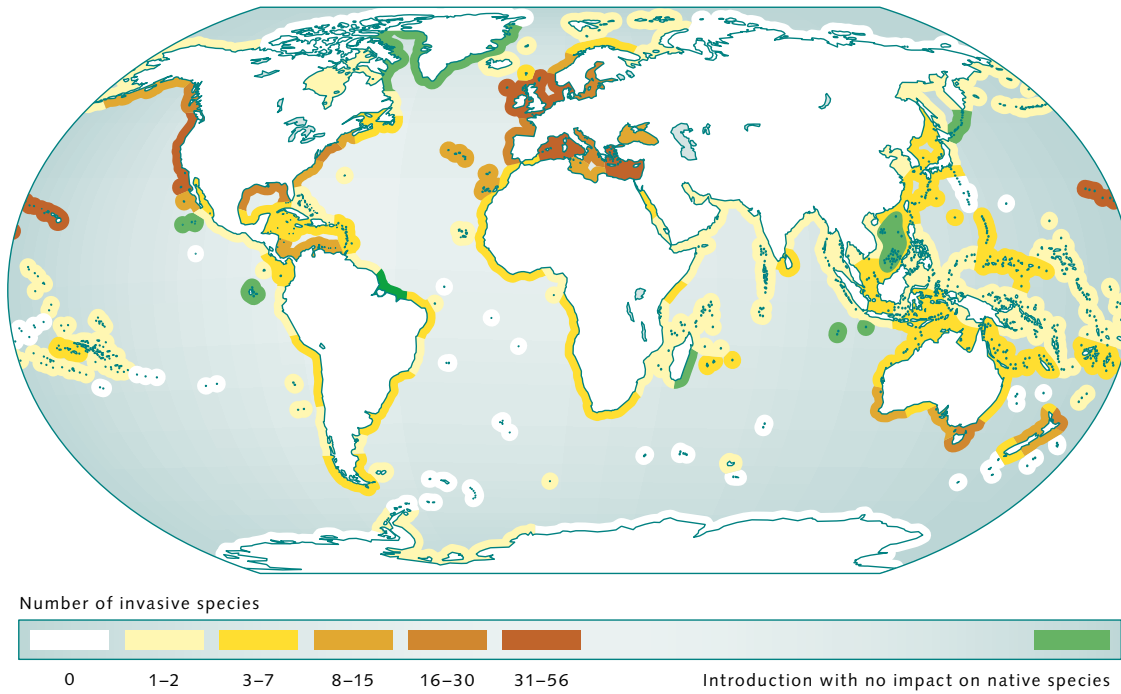 Number of invasive species
0 1–2 3–7 8–15 16–30 31–56 Introduction with no impact on native species